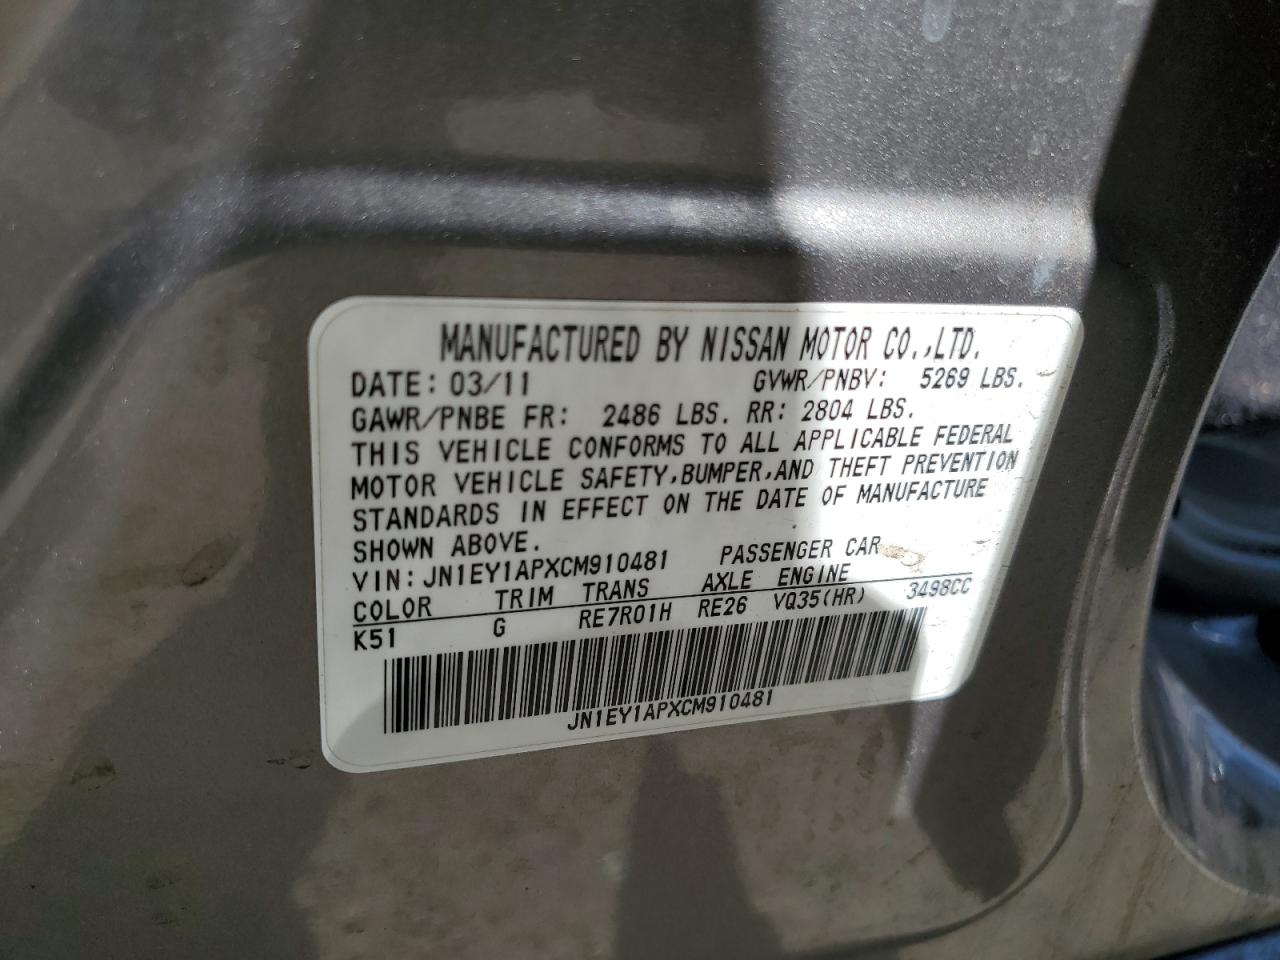 MANUFACTURED BY NISSAN MOTOR CO.,LTD.
DATE: 03/11 GVWR/PNBV: 5269 LBS.
GAWR/PNBE FR: 2486 LBS. RR: 2804 LBS.
THIS VEHICLE CONFORMS TO ALL APPLICABLE FEDERAL
MOTOR VEHICLE SAFETY,BUMPER,AND THEFT PREVENTION
STANDARDS IN EFFECT ON THE DATE OF MANUFACTURE
SHOWN ABOVE.
VIN: JN1EY1APXCM910481 PASSENGER CAR
COLOR TRIM TRANS AXLE ENGINE
K51 G RE7R01H RE26 VQ35(HR) 3498CC
JN1EY1APXCM910481